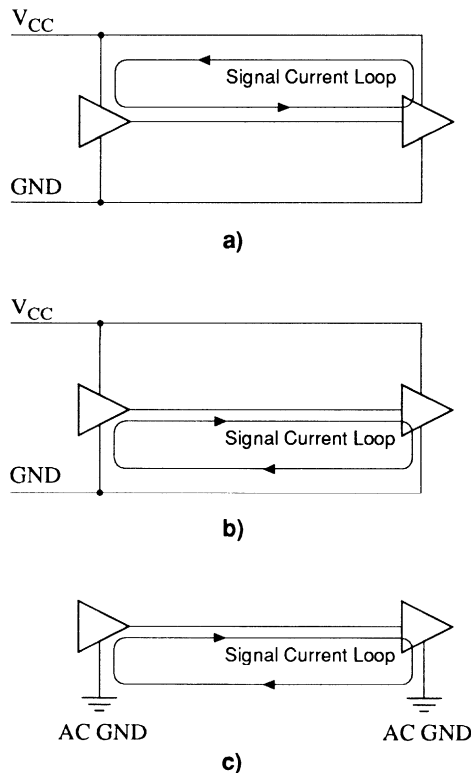 V_CC
Signal Current Loop
GND
a)
V_CC
Signal Current Loop
GND
b)
Signal Current Loop
AC GND AC GND
c)